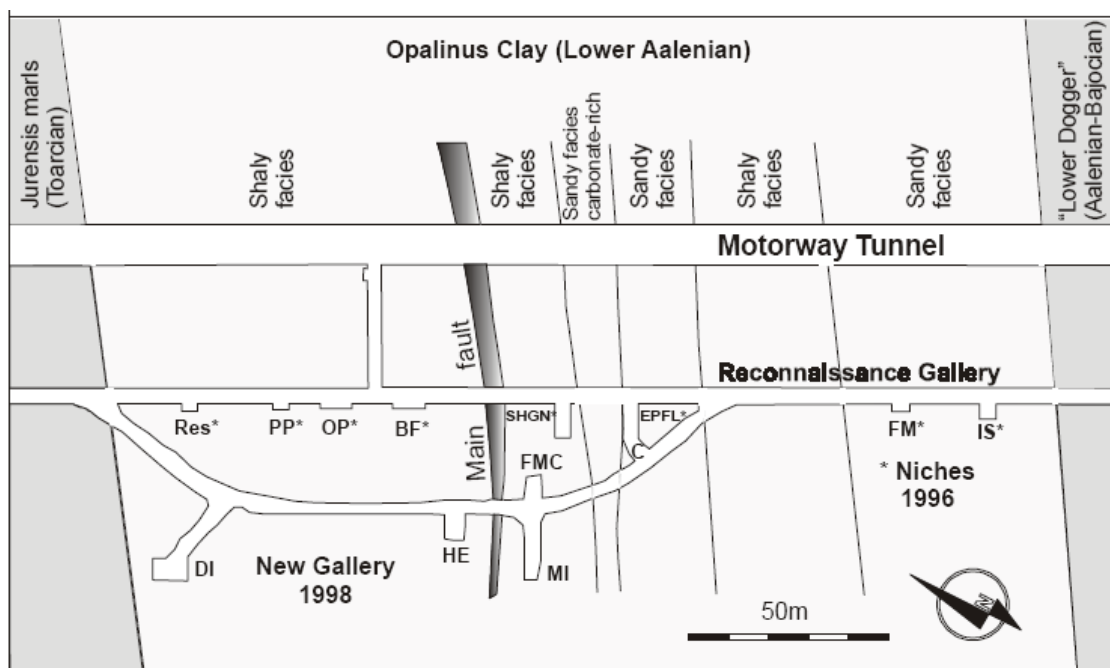 Opalinus Clay (Lower Aalenian)
Jurensis marls
(Toarcian)
Shaly
facies
Shaly
facies
Sandy facies
carbonate-rich
Sandy
facies
Shaly
facies
Sandy
facies
"Lower Dogger"
(Aalenian-Bajocian)
Motorway Tunnel
Main fault
Reconnaissance Gallery
Res*
PP*
OP*
BF*
SHGN*
EPFL*
FM*
IS*
FMC
C
* Niches
1996
HE
MI
DI
New Gallery
1998
50m
N